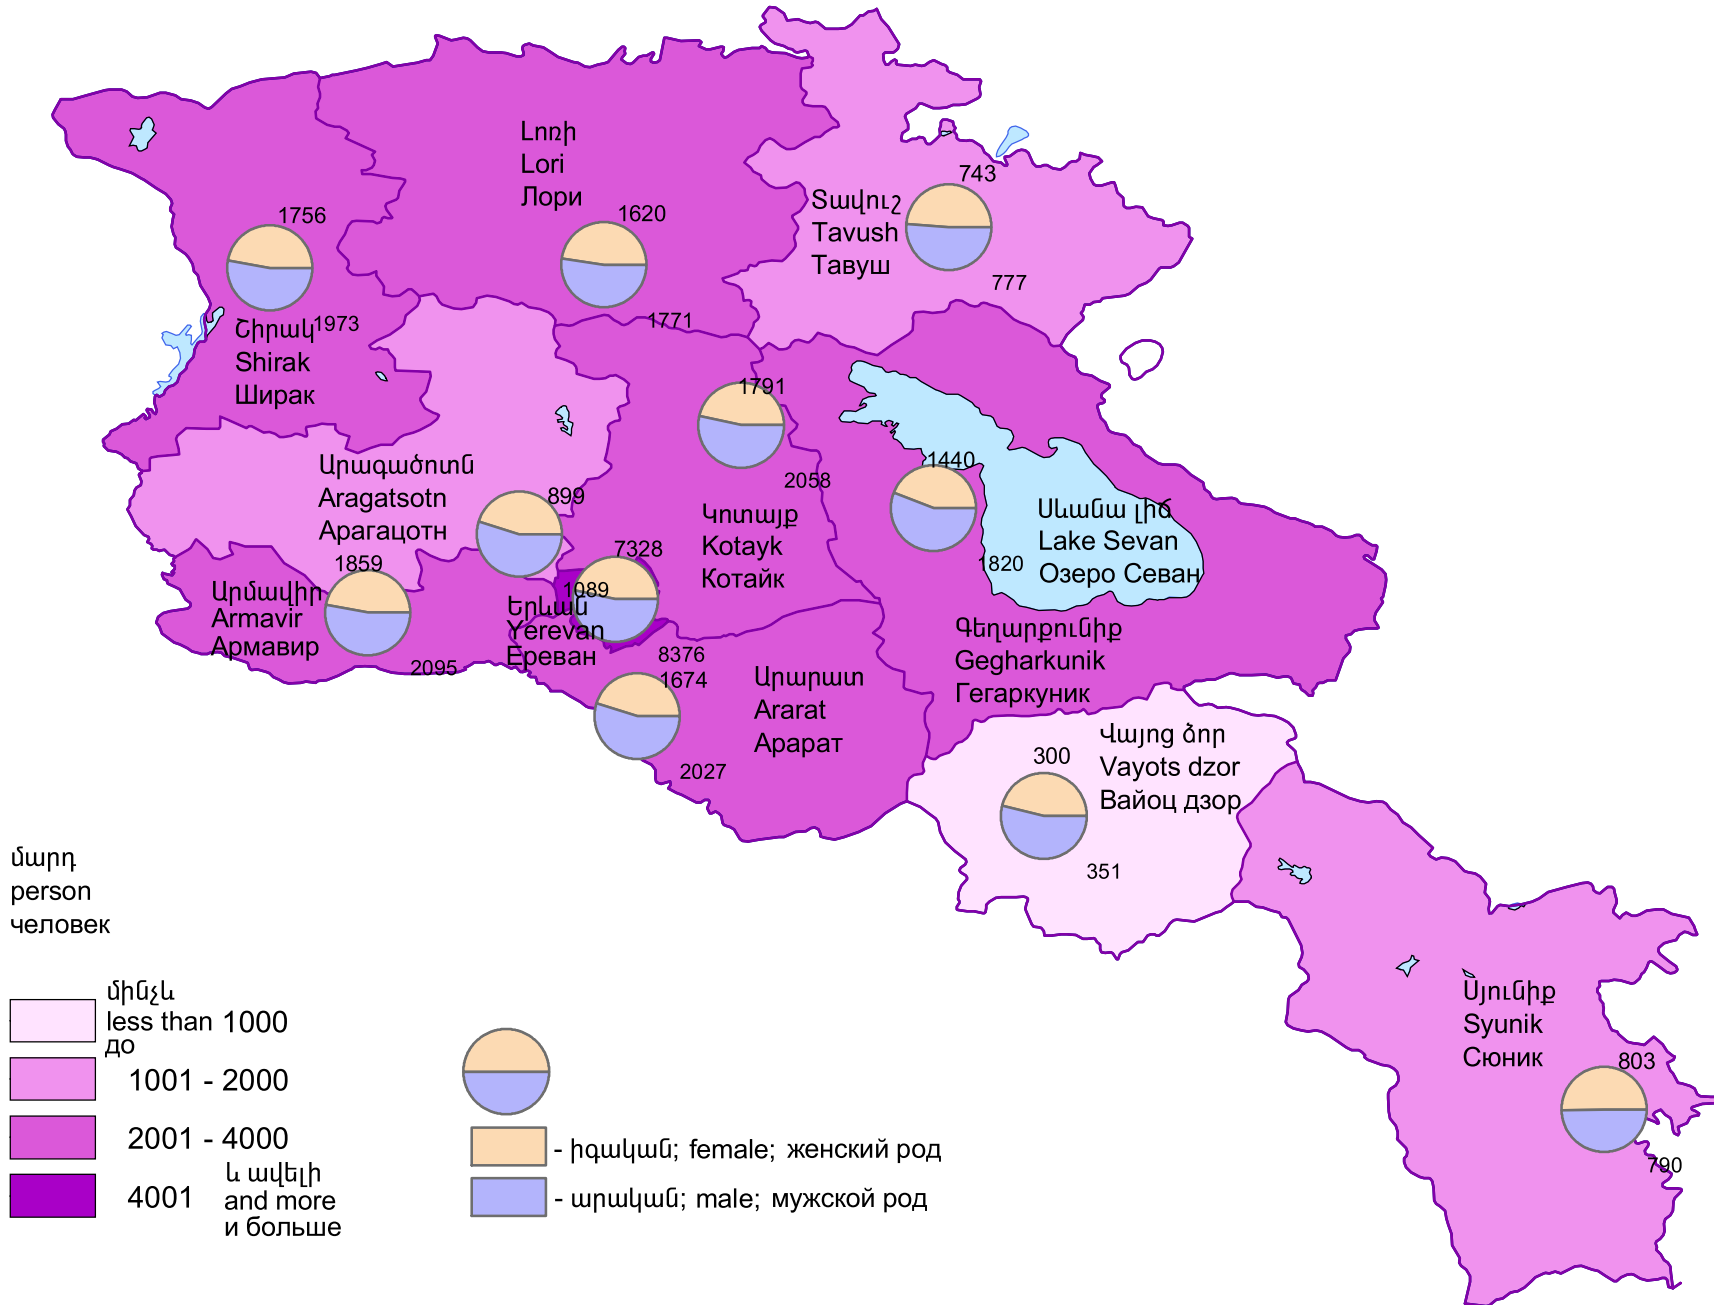 Լոռի
Lori
Лори
1620
1771
743
Տավուշ
Tavush
Тавуш
777
1756
1973
Շիրակ
Shirak
Ширак
Արագածոտն
Aragatsotn
Арагацотн
899
1089
1791
2058
Կոտայք
Kotayk
Котайк
1440
1820
Սևանա լիճ
Lake Sevan
Озеро Севан
Գեղարքունիք
Gegharkunik
Гегаркуник
1859
Արմավիր
Armavir
Армавир
2095
7328
Երևան
Yerevan
Ереван
8376
1674
Արարատ
Ararat
Арарат
2027
Վայոց ձոր
Vayots dzor
Вайоц дзор
300
351
Սյունիք
Syunik
Сюник
803
790
մարդ
person
человек
մինչև
less than 1000
до
1001 - 2000
2001 - 4000
4001
և ավելի
and more
и больше
- իգական; female; женский род
- արական; male; мужской род